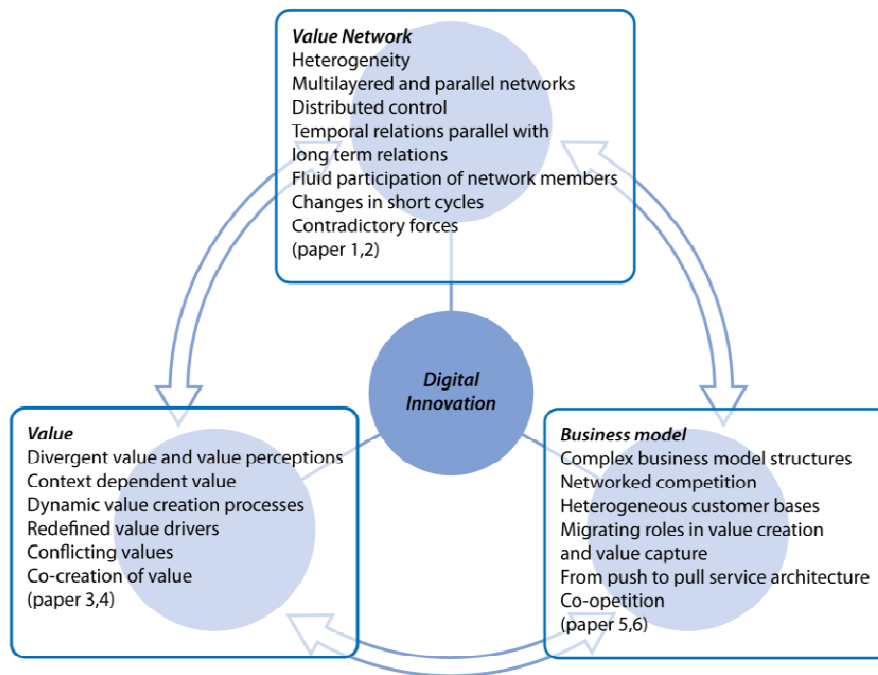 Value Network
Heterogeneity
Multilayered and parallel networks
Distributed control
Temporal relations parallel with
long term relations
Fluid participation of network members
Changes in short cycles
Contradictory forces
(paper 1,2)
Digital
Innovation
Value
Divergent value and value perceptions
Context dependent value
Dynamic value creation processes
Redefined value drivers
Conflicting values
Co-creation of value
(paper 3,4)
Business model
Complex business model structures
Networked competition
Heterogeneous customer bases
Migrating roles in value creation
and value capture
From push to pull service architecture
Co-opetition
(paper 5,6)